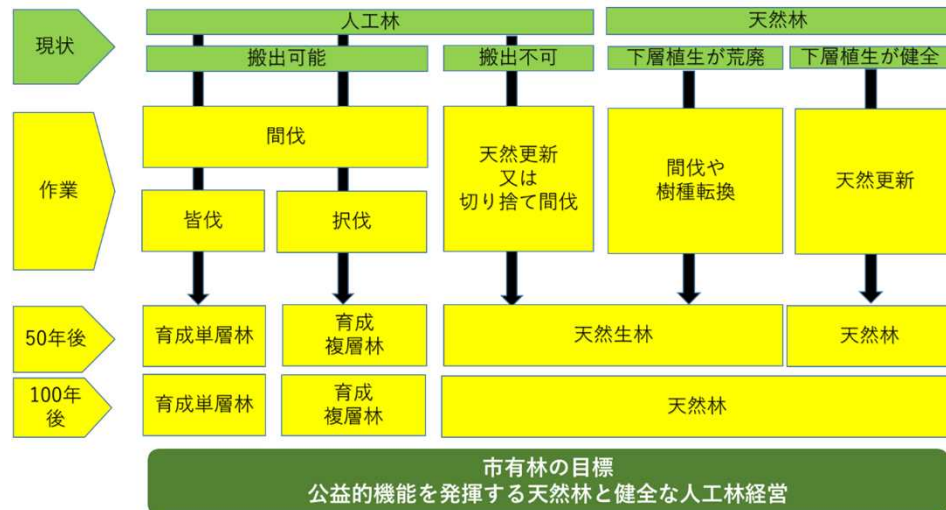 現状
人工林
天然林
搬出可能
搬出不可
下層植生が荒廃
下層植生が健全
作業
間伐
皆伐
択伐
天然更新
又は
切り捨て間伐
間伐や
樹種転換
天然更新
50年後
育成単層林
育成
複層林
天然生林
天然林
100年
後
育成単層林
育成
複層林
天然林
市有林の目標
公益的機能を発揮する天然林と健全な人工林経営